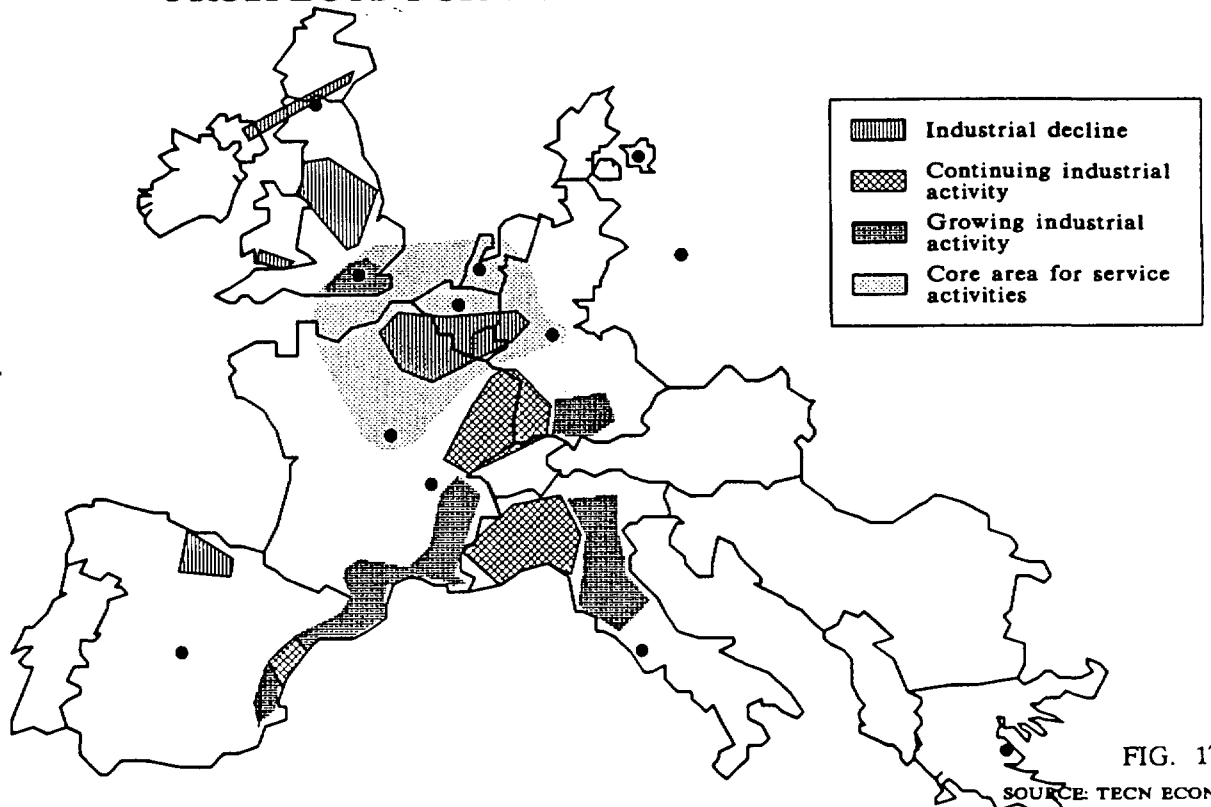 Industrial decline
Continuing industrial
activity
Growing industrial
activity
Core area for service
activities
FIG. 1
SOURCE: TECN ECON